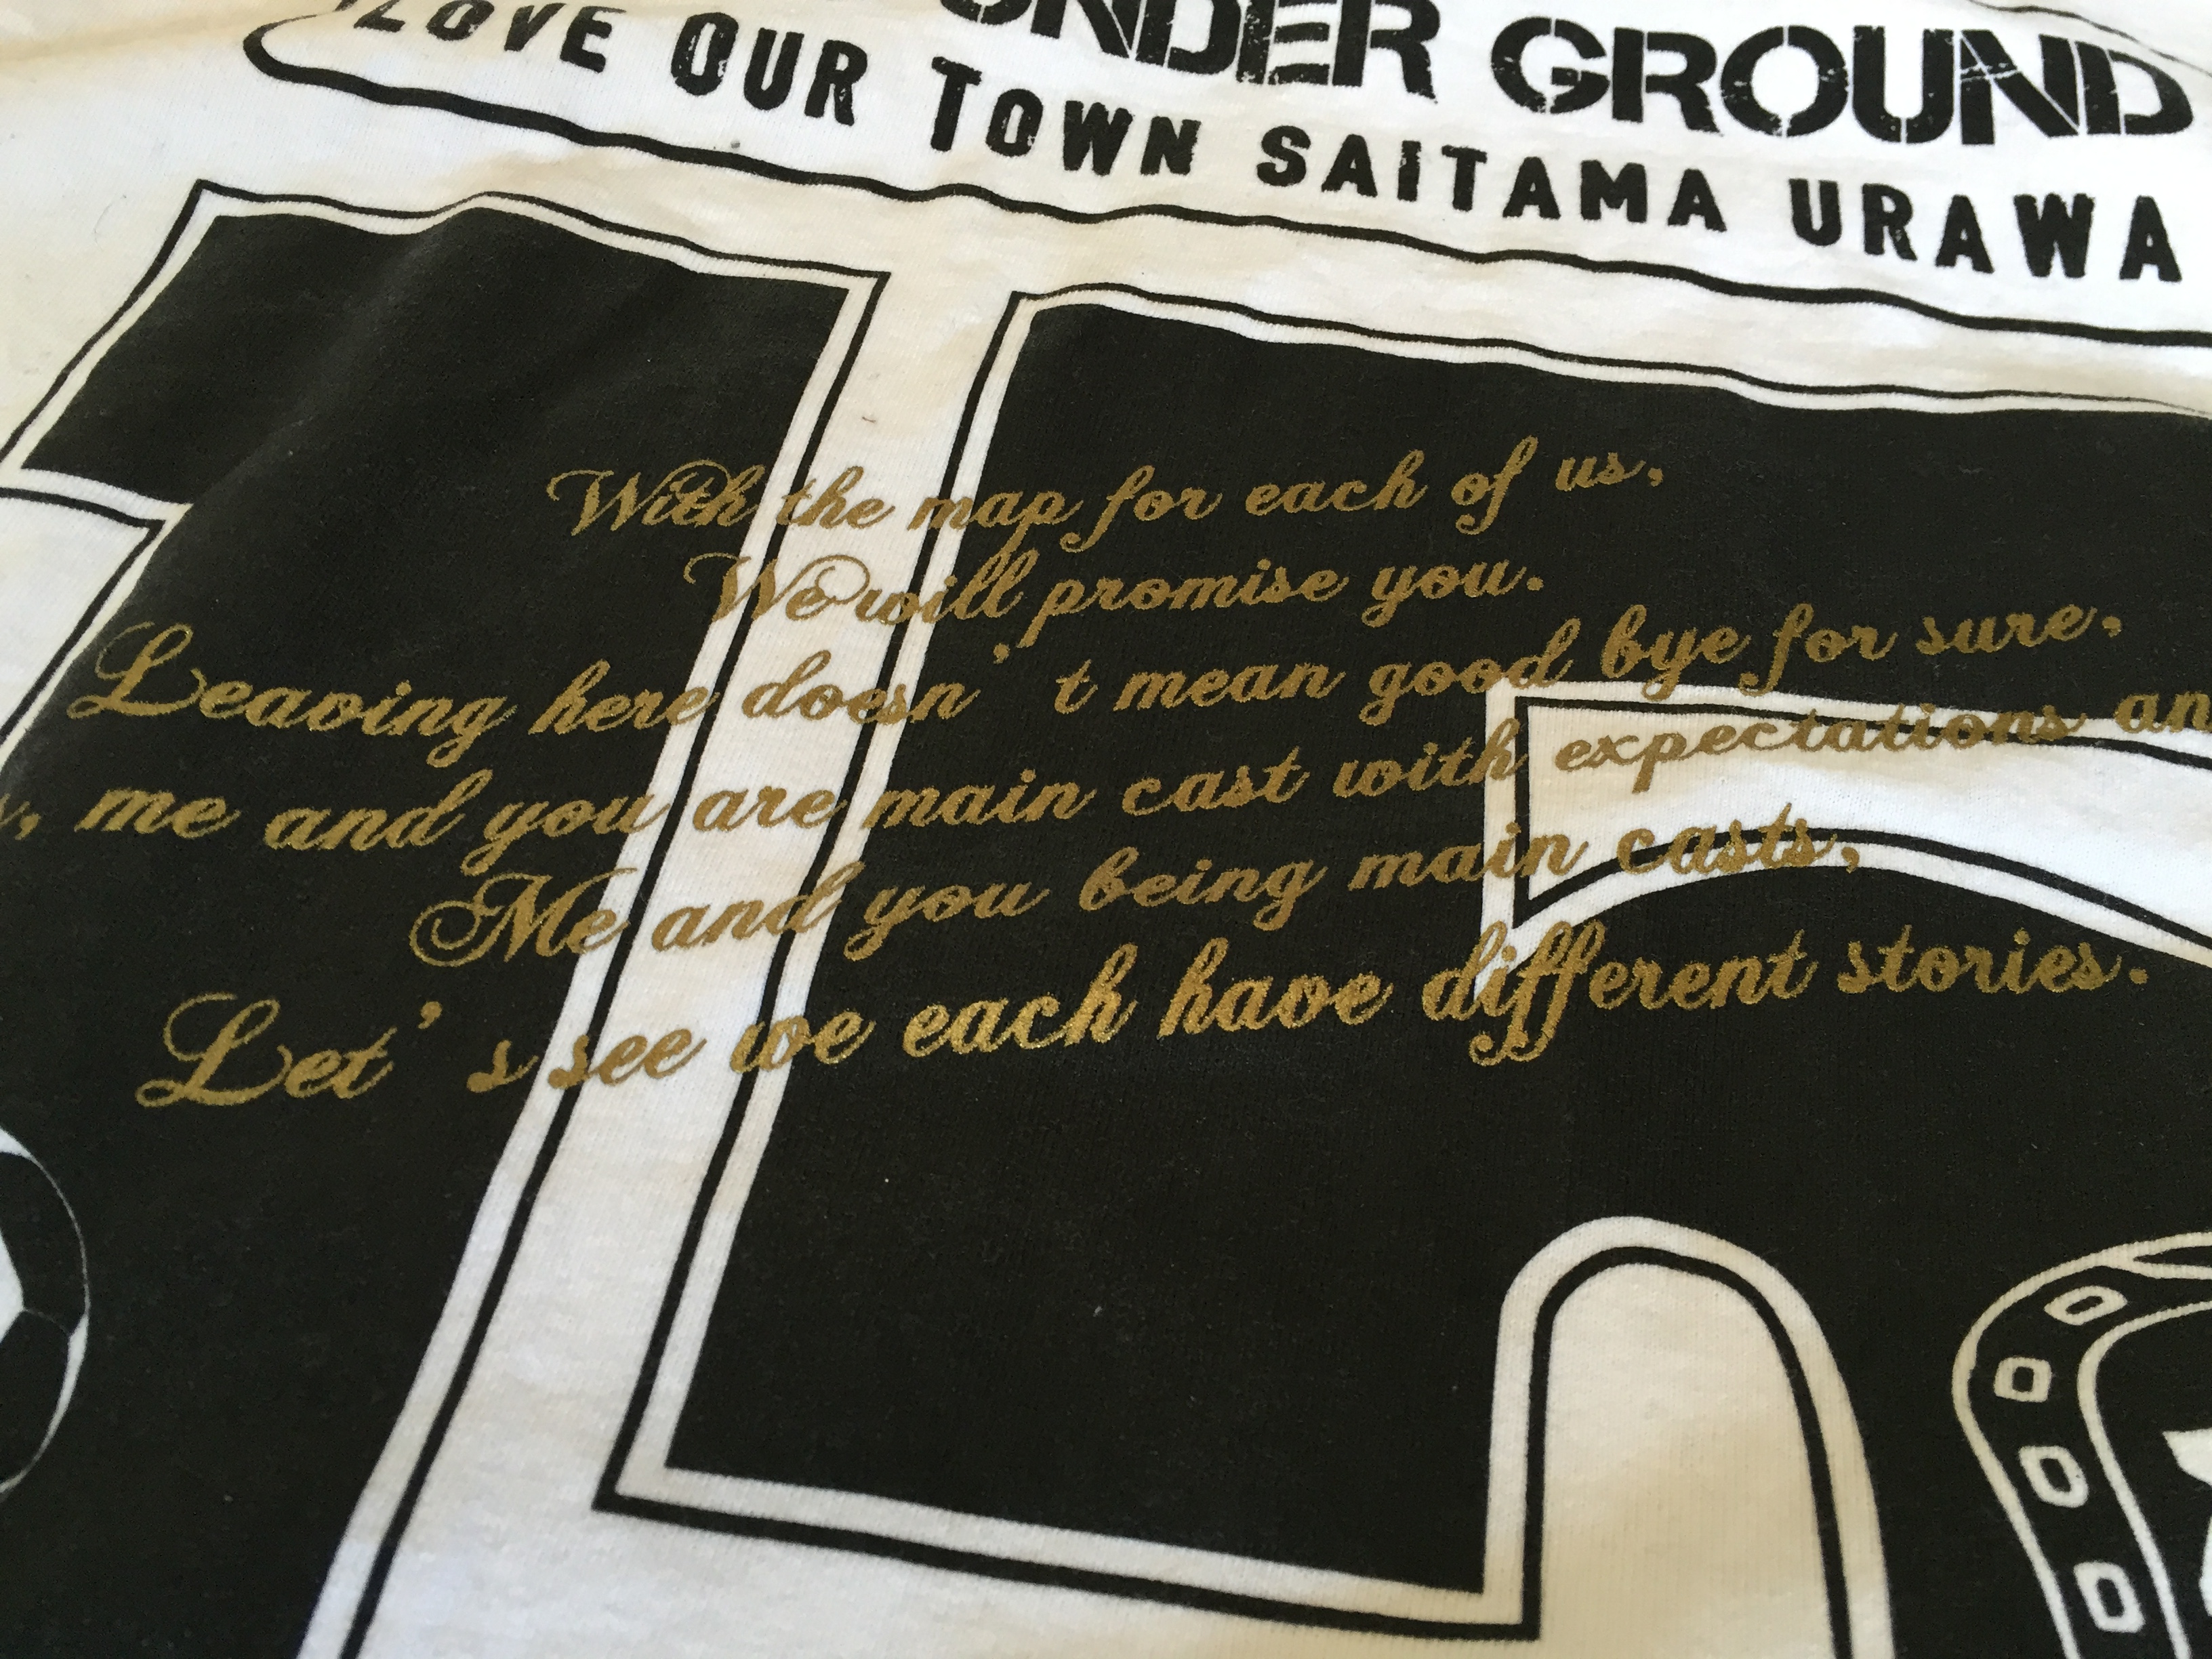 UNDER GROUND
LOVE OUR TOWN SAITAMA URAWA
With the map for each of us,
We will promise you.
Leaving here doesn't mean good bye for sure,
me and you are main cast with expectations
Me and you being main casts,
Let's see we each have different stories.